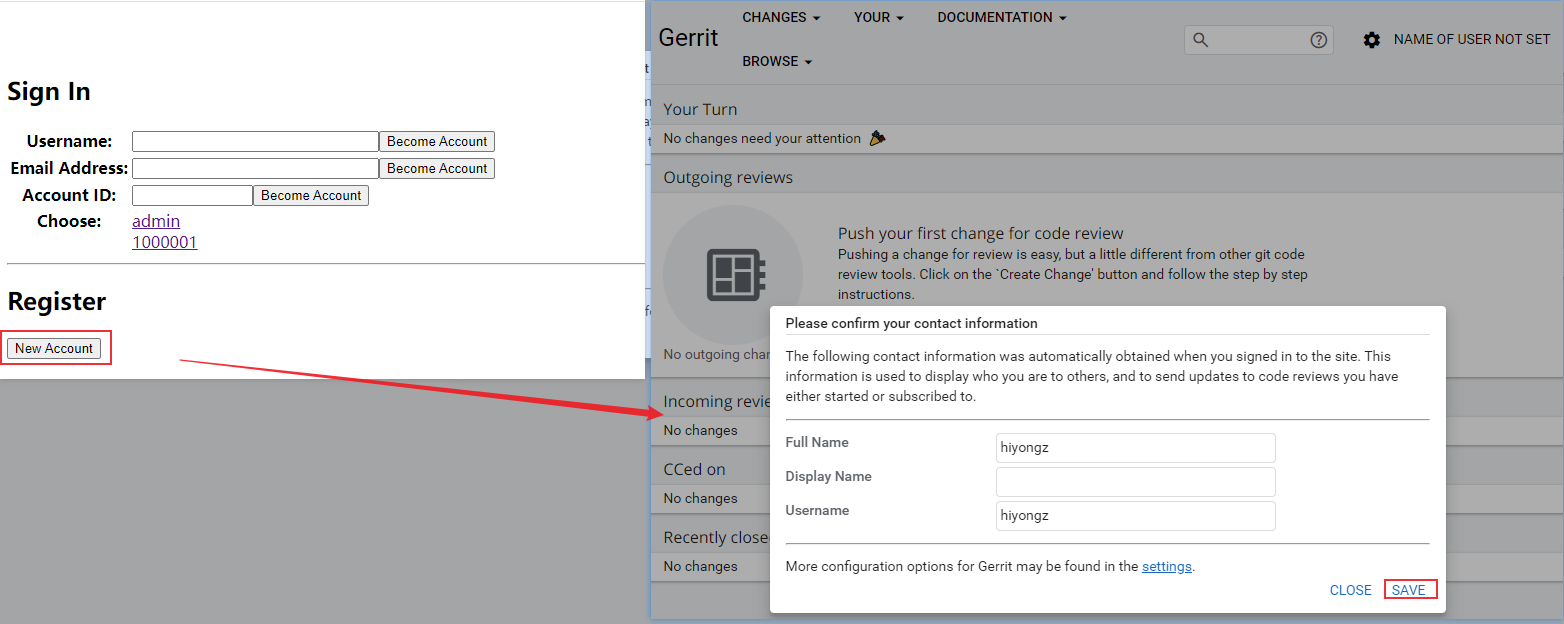 Sign In
Username: Become Account
Email Address: Become Account
Account ID: Become Account
Choose: admin
1000001
Register
New Account
Gerrit
CHANGES YOUR DOCUMENTATION
BROWSE
NAME OF USER NOT SET
Your Turn
No changes need your attention
Outgoing reviews
Push your first change for code review
Pushing a change for review is easy, but a little different from other git code
review tools. Click on the `Create Change' button and follow the step by step
instructions.
No outgoing
Incoming
No changes
CCed on
No changes
Recently
No changes
Please confirm your contact information
The following contact information was automatically obtained when you signed in to the site. This
information is used to display who you are to others, and to send updates to code reviews you have
either started or subscribed to.
Full Name hiyongz
Display Name
Username hiyongz
More configuration options for Gerrit may be found in the settings.
CLOSE SAVE